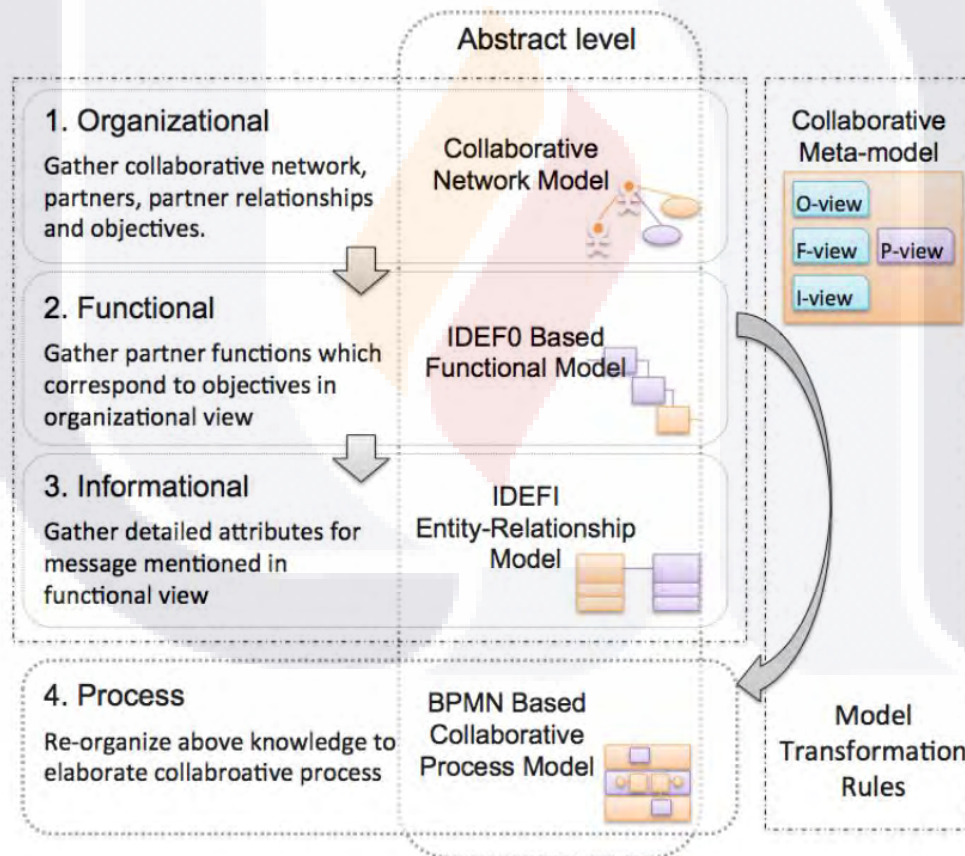 Abstract level
1. Organizational
Gather collaborative network,
partners, partner relationships
and objectives.
Collaborative
Network Model
2. Functional
Gather partner functions which
correspond to objectives in
organizational view
IDEF0 Based
Functional Model
3. Informational
Gather detailed attributes for
message mentioned in
functional view
IDEFI
Entity-Relationship
Model
4. Process
Re-organize above knowledge to
elaborate collabroative process
BPMN Based
Collaborative
Process Model
Collaborative
Meta-model
O-view
F-view P-view
I-view
Model
Transformation
Rules